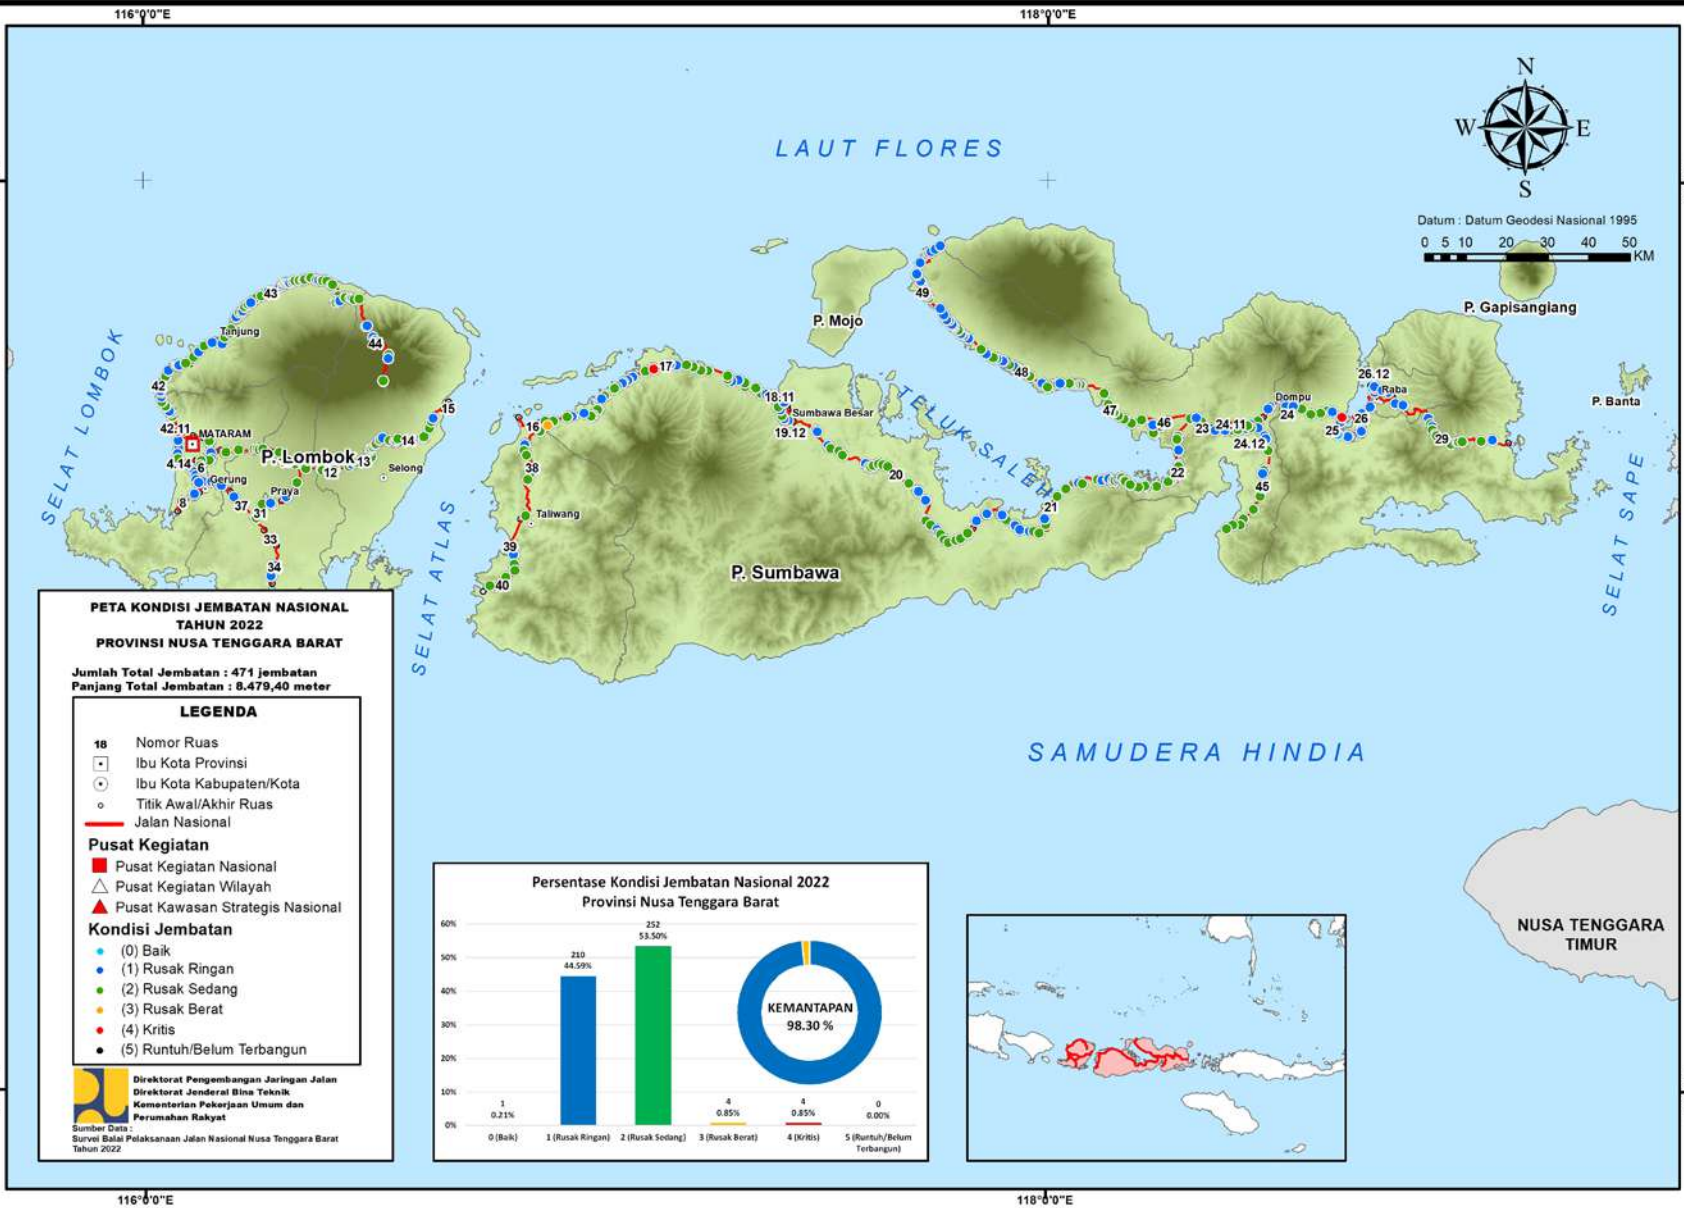 116°0'0"E
118°0'0"E
N
W
E
S
LAUT FLORES
Datum : Datum Geodesi Nasional 1995
0 5 10 20 30 40 50
KM
P. Gapisangiang
P. Mojo
SELAT LOMBOK
43
Tanjung
44
42
42.11
MATARAM
4.14
6
Gerung
8
P. Lombok
12
13
14
15
Selong
Praya
37
31
33
34
SELAT ATLAS
16
17
38
Taliwang
39
40
18.11
Sumbawa Besar
19.12
20
TELUK SALEH
P. Sumbawa
21
22
49
48
47
46
23
24.11
24.12
Dompu
24
45
25
26
26.12
Raba
29
P. Banta
SELAT SAPE
SAMUDERA HINDIA
NUSA TENGGARA
TIMUR
PETA KONDISI JEMBATAN NASIONAL
TAHUN 2022
PROVINSI NUSA TENGGARA BARAT
Jumlah Total Jembatan : 471 jembatan
Panjang Total Jembatan : 8.479,40 meter
LEGENDA
18 Nomor Ruas
Ibu Kota Provinsi
Ibu Kota Kabupaten/Kota
Titik Awal/Akhir Ruas
Jalan Nasional
Pusat Kegiatan
Pusat Kegiatan Nasional
Pusat Kegiatan Wilayah
Pusat Kawasan Strategis Nasional
Kondisi Jembatan
(0) Baik
(1) Rusak Ringan
(2) Rusak Sedang
(3) Rusak Berat
(4) Kritis
(5) Runtuh/Belum Terbangun
Direktorat Pengembangan Jaringan Jalan
Direktorat Jenderal Bina Teknik
Kementerian Pekerjaan Umum dan
Perumahan Rakyat
Sumber Data :
Survei Balai Pelaksanaan Jalan Nasional Nusa Tenggara Barat
Tahun 2022
Persentase Kondisi Jembatan Nasional 2022
Provinsi Nusa Tenggara Barat
60%
50%
40%
30%
20%
10%
0%
1
0.21%
210
44.59%
252
53.50%
4
0.85%
4
0.85%
0
0.00%
0 (Baik)
1 (Rusak Ringan)
2 (Rusak Sedang)
3 (Rusak Berat)
4 (Kritis)
5 (Runtuh/Belum
Terbangun)
KEMANTAPAN
98.30 %
116°0'0"E
118°0'0"E